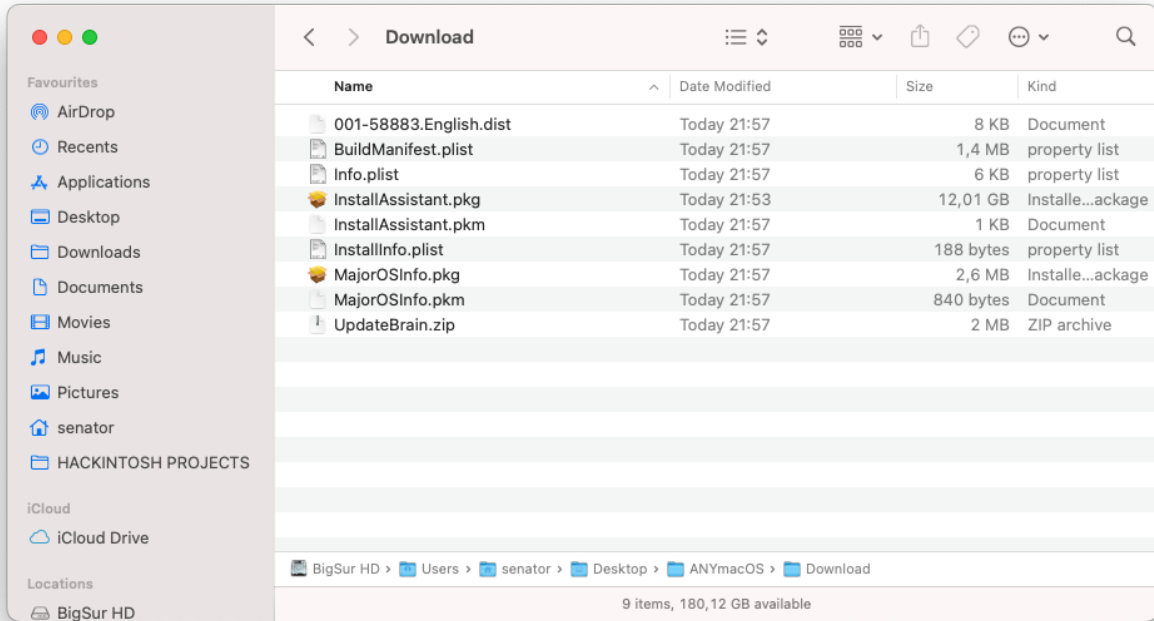 Download
Favourites
AirDrop
Recents
Applications
Desktop
Downloads
Documents
Movies
Music
Pictures
senator
HACKINTOSH PROJECTS
iCloud
iCloud Drive
Locations
BigSur HD
Name Date Modified Size Kind
001-58883.English.dist Today 21:57 8 KB Document
BuildManifest.plist Today 21:57 1,4 MB property list
Info.plist Today 21:57 6 KB property list
InstallAssistant.pkg Today 21:53 12,01 GB Installe...ackage
InstallAssistant.pkm Today 21:57 1 KB Document
InstallInfo.plist Today 21:57 188 bytes property list
MajorOSInfo.pkg Today 21:57 2,6 MB Installe...ackage
MajorOSInfo.pkm Today 21:57 840 bytes Document
UpdateBrain.zip Today 21:57 2 MB ZIP archive
BigSur HD › Users › senator › Desktop › ANYmacOS › Download
9 items, 180,12 GB available